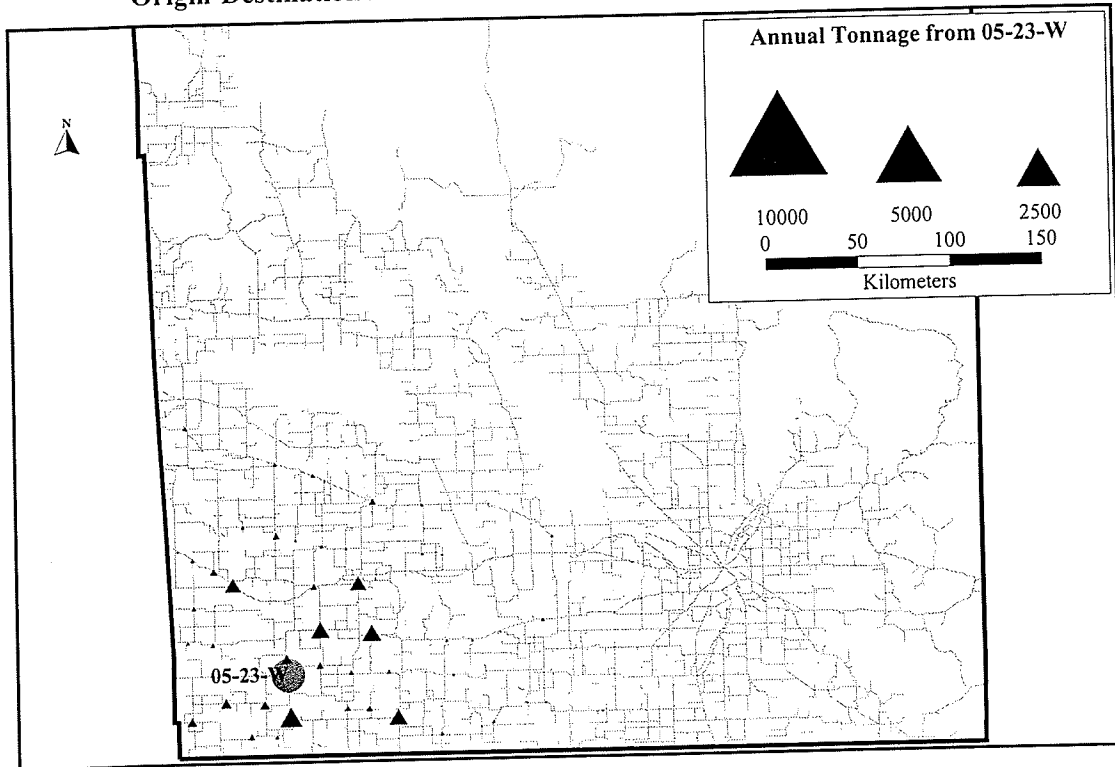 Origin Destination
Annual Tonnage from 05-23-W
10000 5000 2500
0 50 100 150
Kilometers
N
05-23-W